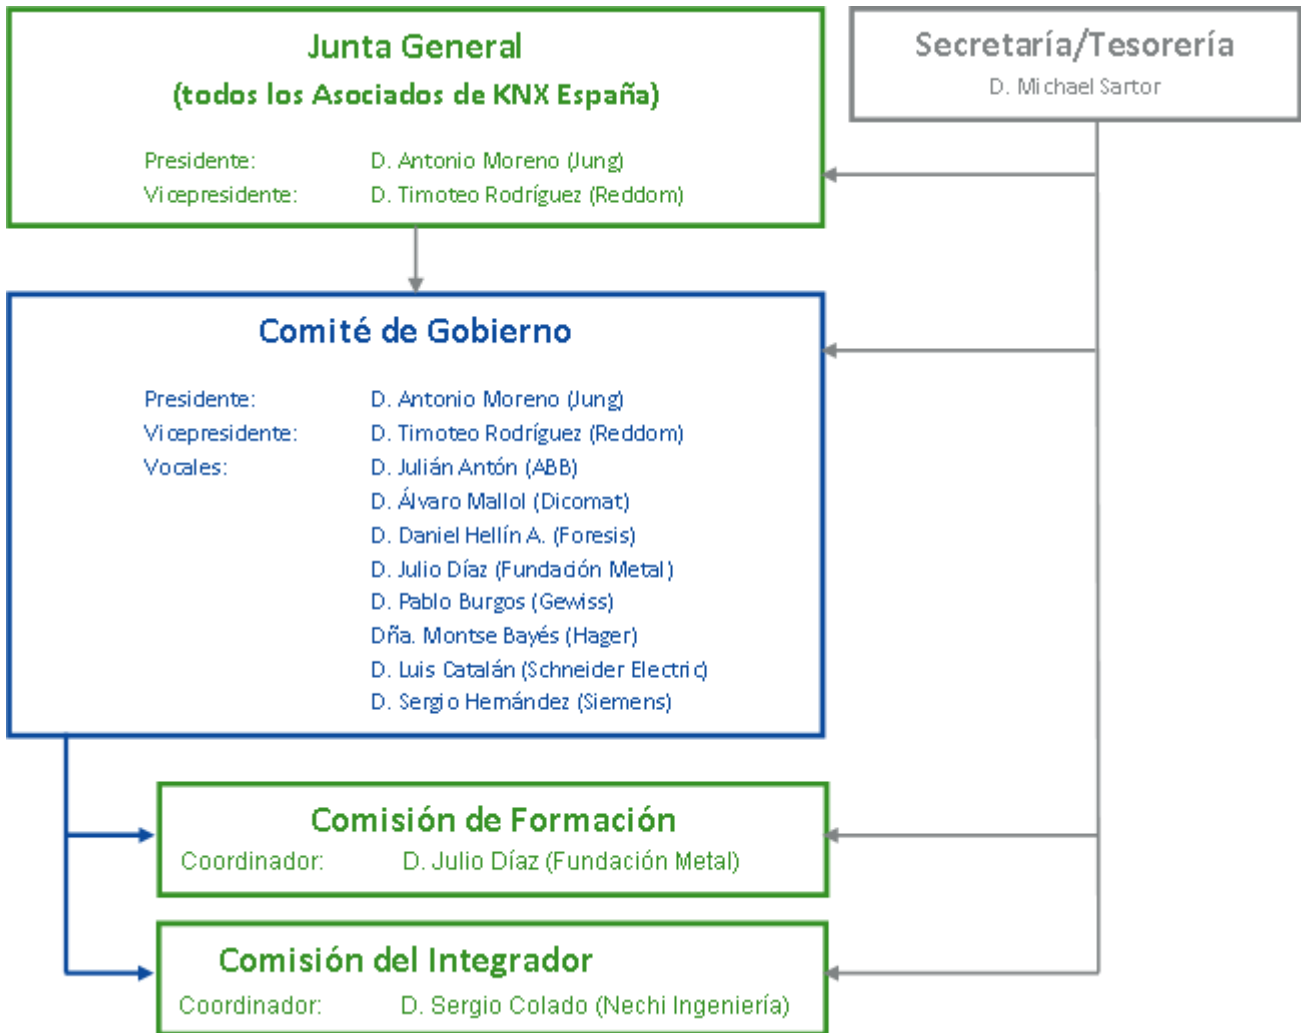 Junta General
(todos los Asociados de KNX España)
Presidente: D. Antonio Moreno (Jung)
Vicepresidente: D. Timoteo Rodríguez (Reddom)
Secretaría/Tesorería
D. Michael Sartor
Comité de Gobierno
Presidente: D. Antonio Moreno (Jung)
Vicepresidente: D. Timoteo Rodríguez (Reddom)
Vocales: D. Julián Antón (ABB)
D. Álvaro Mallol (Dicomat)
D. Daniel Hellín A. (Foresis)
D. Julio Díaz (Fundación Metal)
D. Pablo Burgos (Gewiss)
Dña. Montse Bayés (Hager)
D. Luis Catalán (Schneider Electric)
D. Sergio Hernández (Siemens)
Comisión de Formación
Coordinador: D. Julio Díaz (Fundación Metal)
Comisión del Integrador
Coordinador: D. Sergio Colado (Nechi Ingeniería)